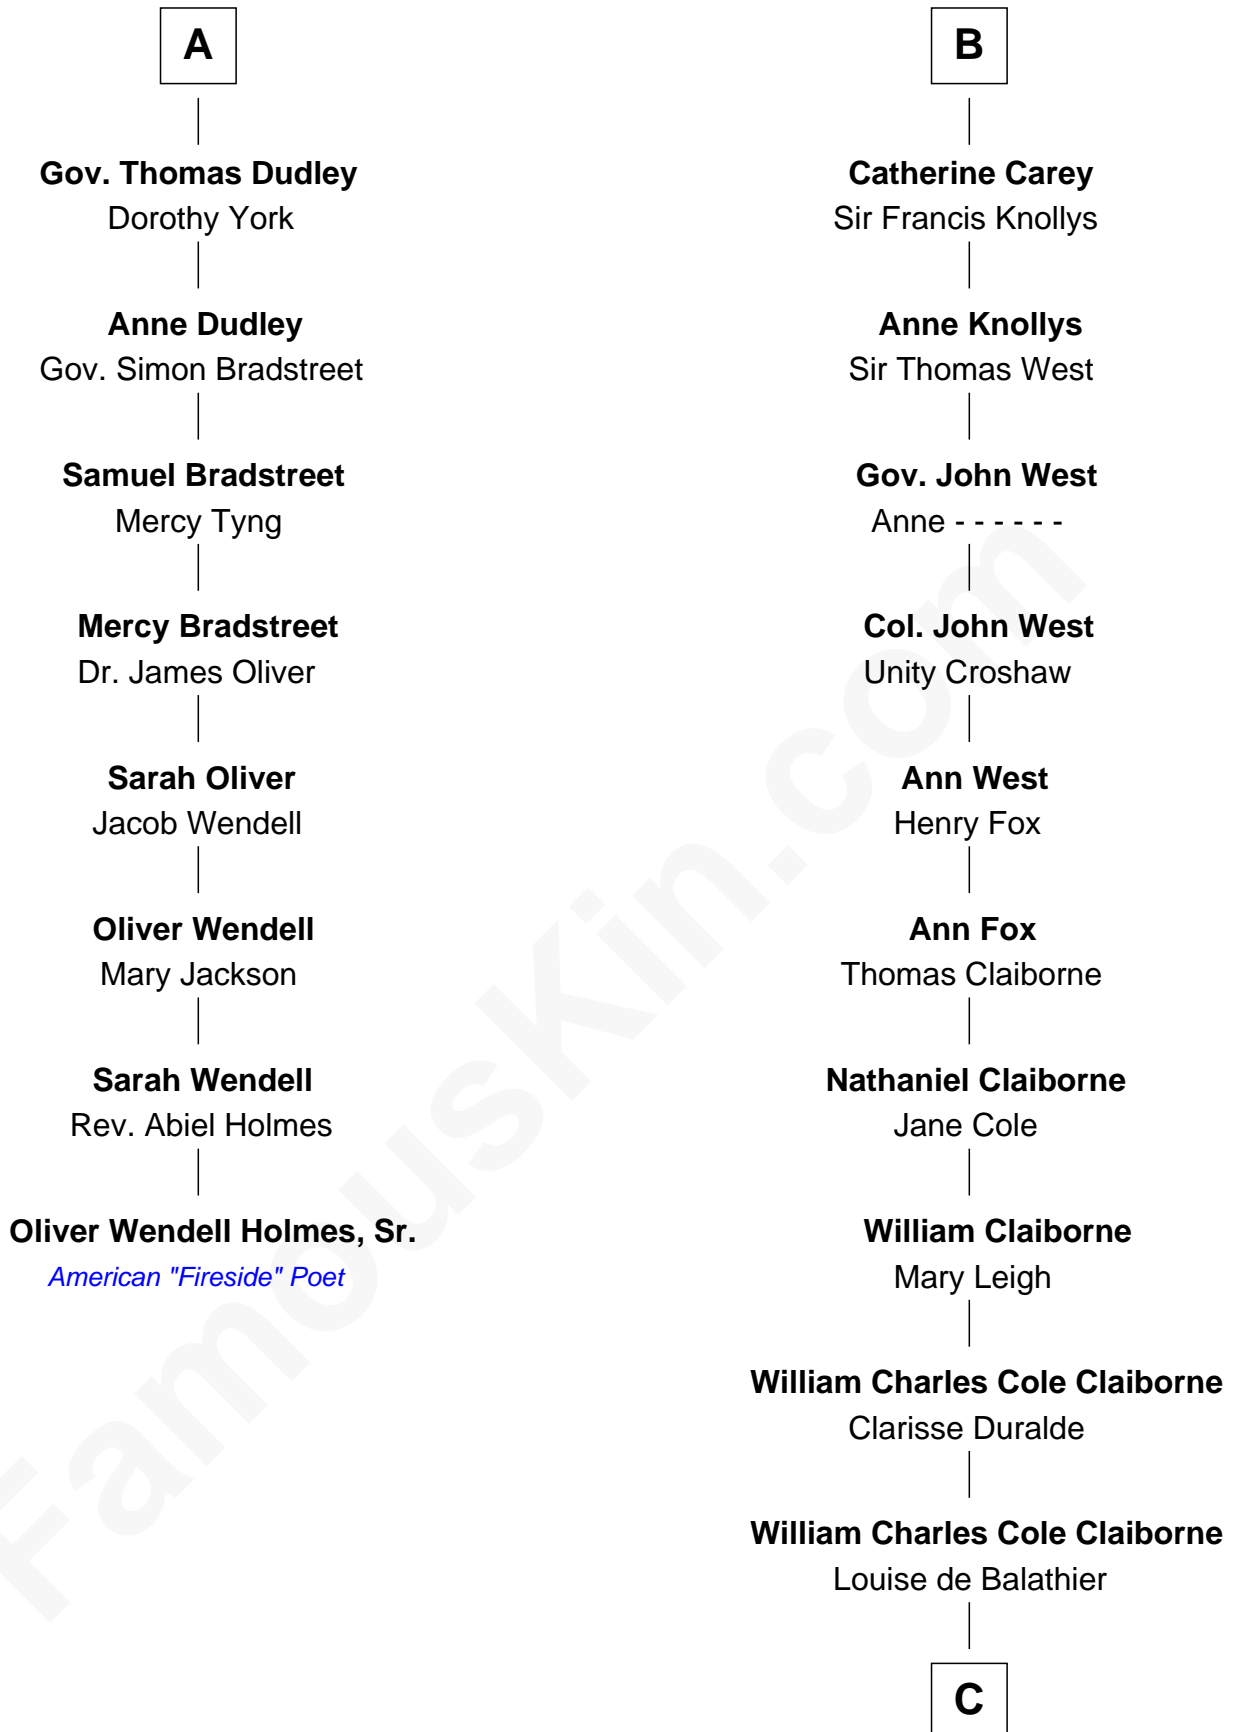 A
Gov. Thomas Dudley
Dorothy York
Anne Dudley
Gov. Simon Bradstreet
Samuel Bradstreet
Mercy Tyng
Mercy Bradstreet
Dr. James Oliver
Sarah Oliver
Jacob Wendell
Oliver Wendell
Mary Jackson
Sarah Wendell
Rev. Abiel Holmes
Oliver Wendell Holmes, Sr.
American "Fireside" Poet
B
Catherine Carey
Sir Francis Knollys
Anne Knollys
Sir Thomas West
Gov. John West
Anne - - - - - -
Col. John West
Unity Croshaw
Ann West
Henry Fox
Ann Fox
Thomas Claiborne
Nathaniel Claiborne
Jane Cole
William Claiborne
Mary Leigh
William Charles Cole Claiborne
Clarisse Duralde
William Charles Cole Claiborne
Louise de Balathier
C
FamousKin.com